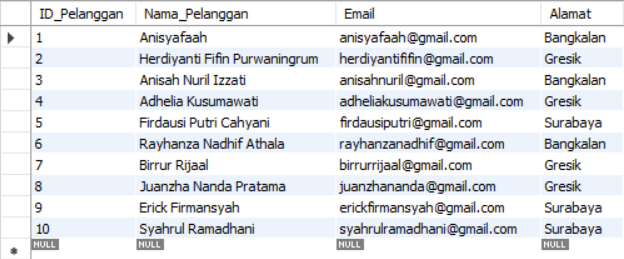 ID_Pelanggan Nama_Pelanggan Email Alamat
1 Anisyafaah anisyafaah@gmail.com Bangkalan
2 Herdiyanti Fifin Purwaningrum herdiyantififin@gmail.com Gresik
3 Anisah Nuril Izzati anisahnuril@gmail.com Bangkalan
4 Adhelia Kusumawati adheliakusumawati@gmail.com Gresik
5 Firdausi Putri Cahyani firdausiputri@gmail.com Surabaya
6 Rayhanza Nadhif Athala rayhanzanadhif@gmail.com Bangkalan
7 Birrur Rijaal birrurrijaal@gmail.com Gresik
8 Juanzha Nanda Pratama juanzhananda@gmail.com Gresik
9 Erick Firmansyah erickfirmansyah@gmail.com Surabaya
10 Syahrul Ramadhani syahrulramadhani@gmail.com Surabaya
NULL NULL NULL NULL